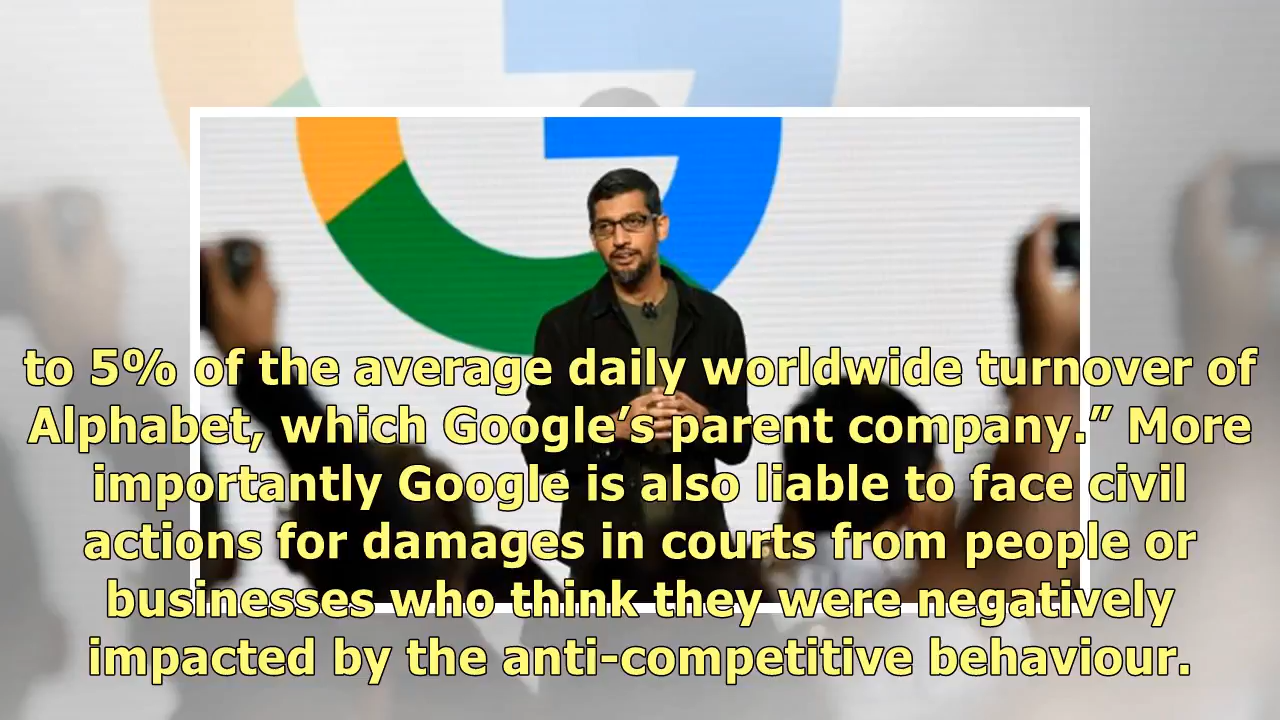 to 5% of the average daily worldwide turnover of
Alphabet, which Google’s parent company.” More
importantly Google is also liable to face civil
actions for damages in courts from people or
businesses who think they were negatively
impacted by the anti-competitive behaviour.